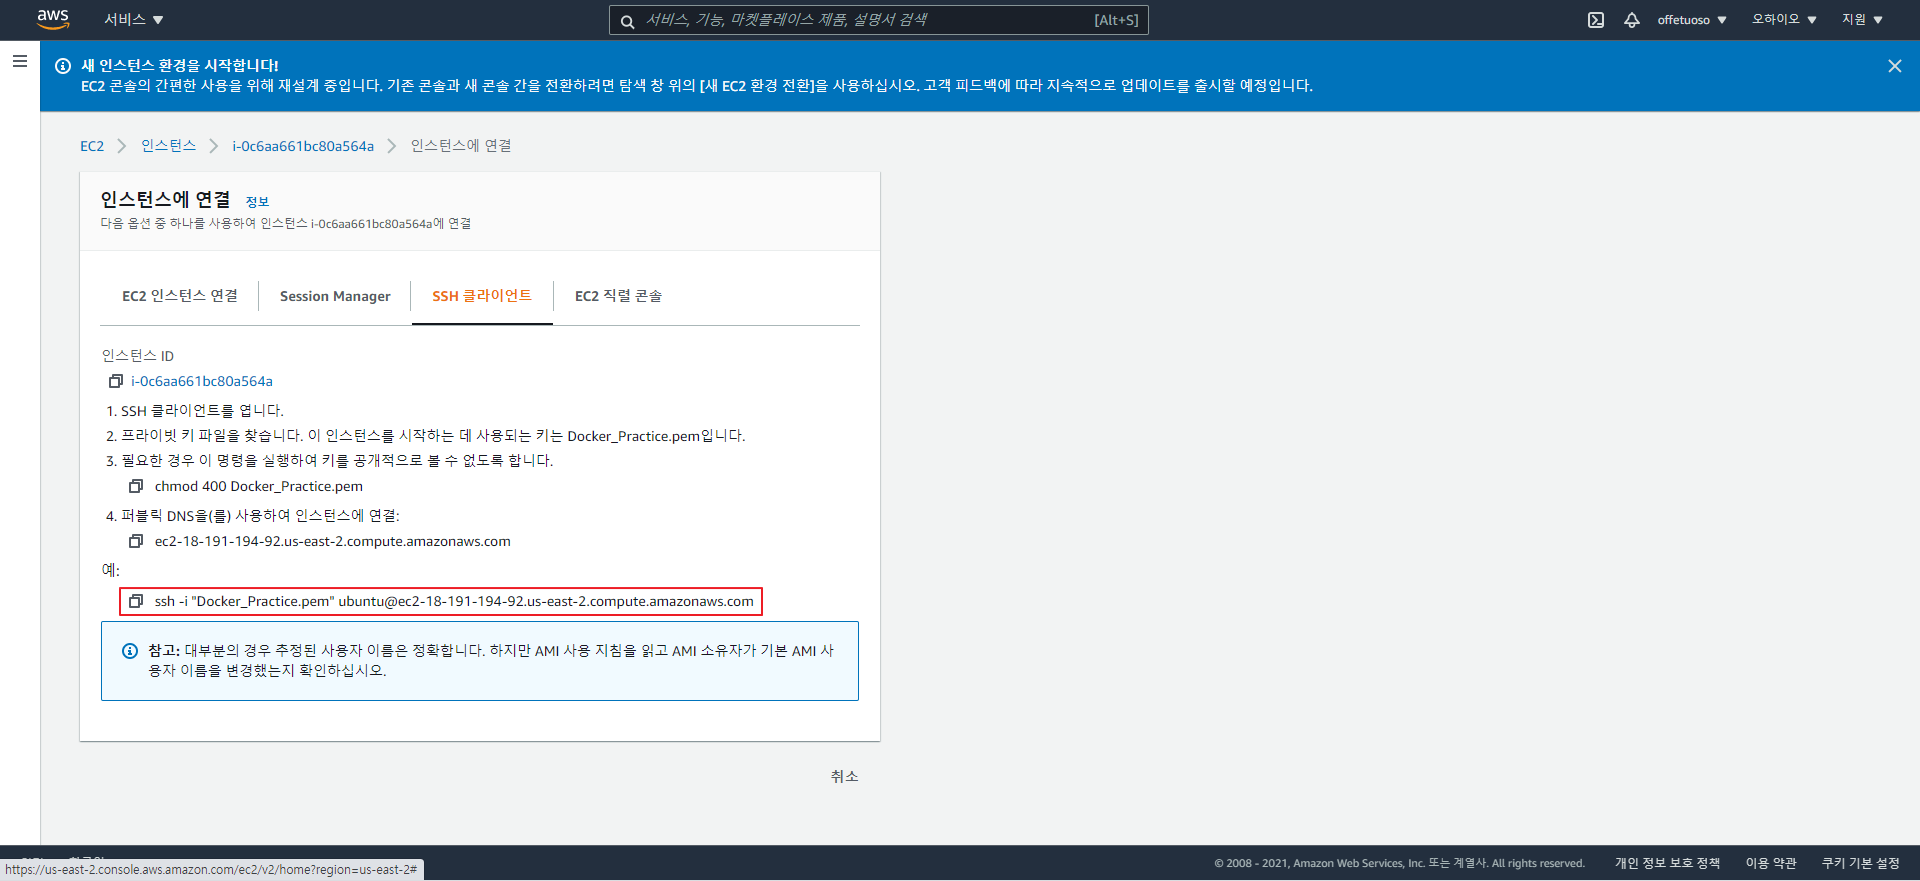 aws 서비스 ▼ 서비스, 기능, 마켓플레이스 제품, 설명서 검색 [Alt+S] offetuoso ▼ 오하이오 ▼ 지원 ▼
새 인스턴스 환경을 시작합니다!
EC2 콘솔의 간편한 사용을 위해 재설계 중입니다. 기존 콘솔과 새 콘솔 간을 전환하려면 탐색 창 위의 [새 EC2 환경 전환]을 사용하십시오. 고객 피드백에 따라 지속적으로 업데이트를 출시할 예정입니다.
EC2 > 인스턴스 > i-0c6aa661bc80a564a > 인스턴스에 연결
인스턴스에 연결 정보
다음 옵션 중 하나를 사용하여 인스턴스 i-0c6aa661bc80a564a에 연결
EC2 인스턴스 연결 Session Manager SSH 클라이언트 EC2 직렬 콘솔
인스턴스 ID
i-0c6aa661bc80a564a
1. SSH 클라이언트를 엽니다.
2. 프라이빗 키 파일을 찾습니다. 이 인스턴스를 시작하는 데 사용되는 키는 Docker_Practice.pem입니다.
3. 필요한 경우 이 명령을 실행하여 키를 공개적으로 볼 수 없도록 합니다.
chmod 400 Docker_Practice.pem
4. 퍼블릭 DNS을(를) 사용하여 인스턴스에 연결:
ec2-18-191-194-92.us-east-2.compute.amazonaws.com
예:
ssh -i "Docker_Practice.pem" ubuntu@ec2-18-191-194-92.us-east-2.compute.amazonaws.com
참고: 대부분의 경우 추정된 사용자 이름은 정확합니다. 하지만 AMI 사용 지침을 읽고 AMI 소유자가 기본 AMI 사
용자 이름을 변경했는지 확인하십시오.
취소
© 2008 - 2021, Amazon Web Services, Inc. 또는 계열사. All rights reserved. 개인 정보 보호 정책 이용 약관 쿠키 기본 설정
https://us-east-2.console.aws.amazon.com/ec2/v2/home?region=us-east-2#